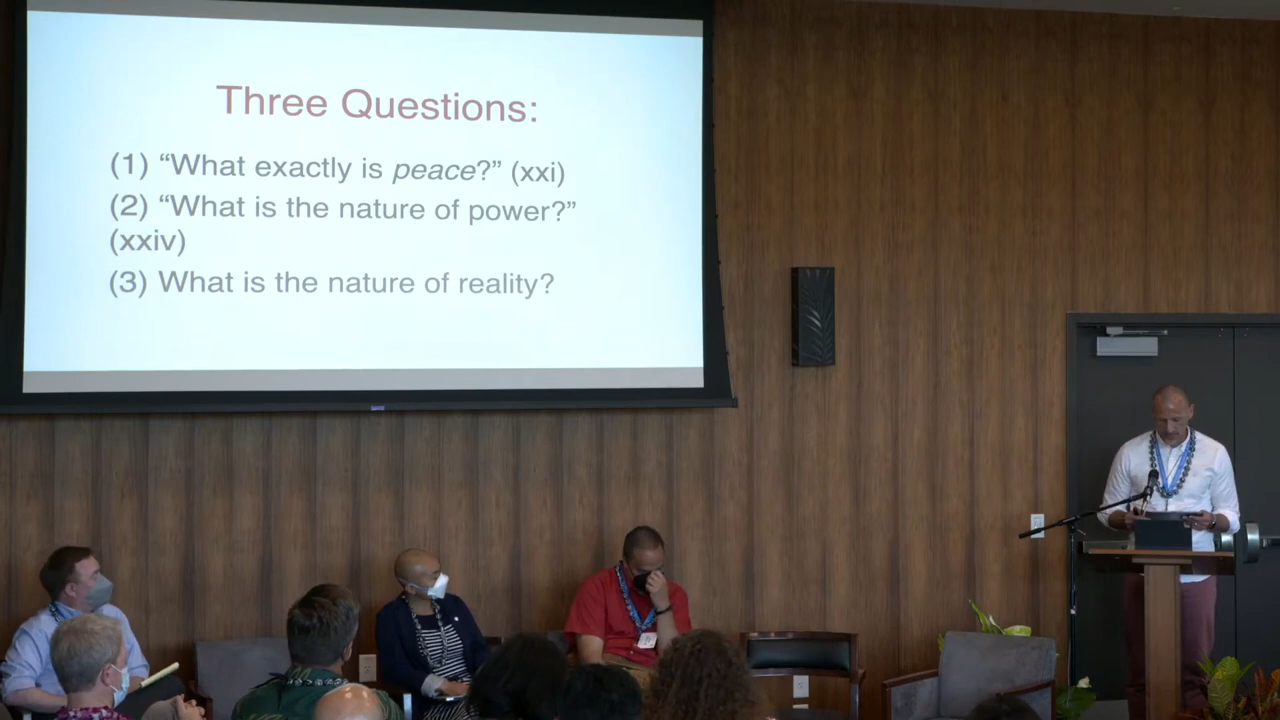 Three Questions:
(1) “What exactly is peace?” (xxi)
(2) “What is the nature of power?”
(xxiv)
(3) What is the nature of reality?